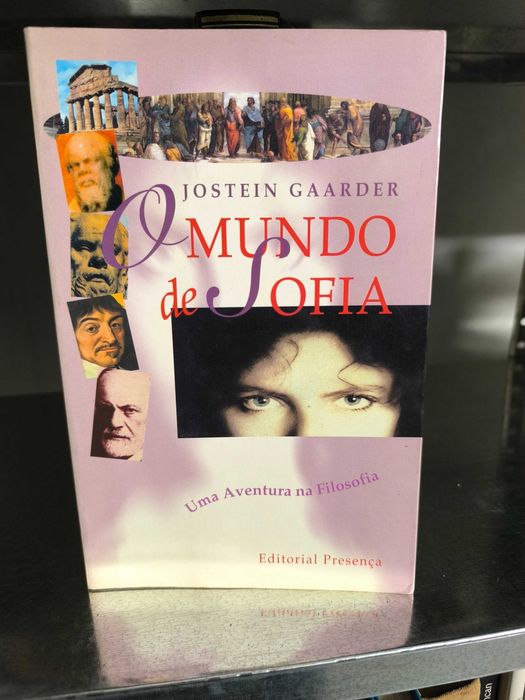 JOSTEIN GAARDER
O MUNDO
de SOFIA
Uma Aventura na Filosofia
Editorial Presença